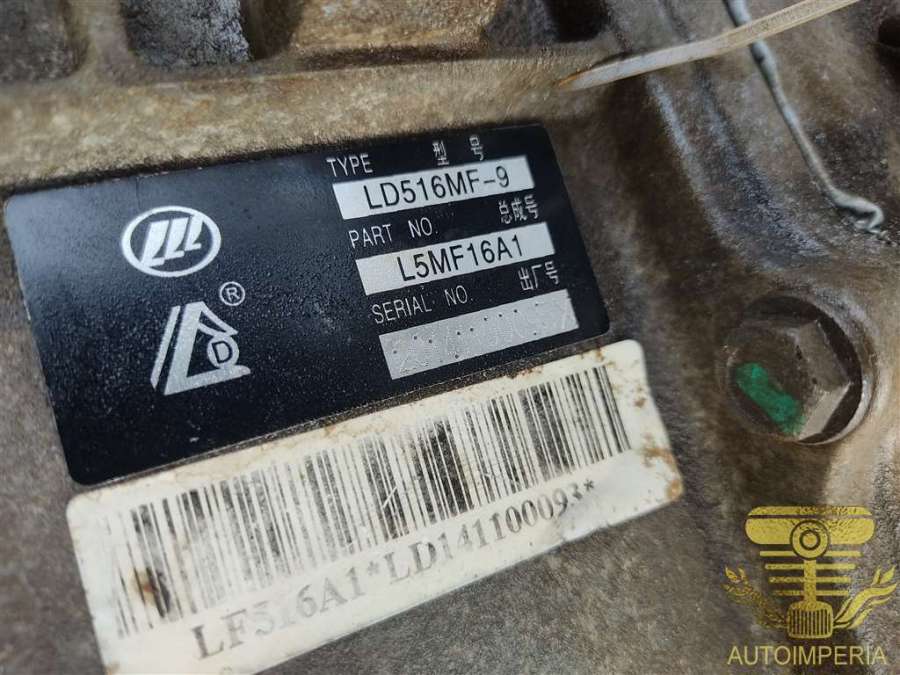 TYPE 型 号
LD516MF-9
PART NO. 总成号
L5MF16A1
SERIAL NO. 出厂号
®
D
LF516A1*LD141100093*
AUTOIMPERIA